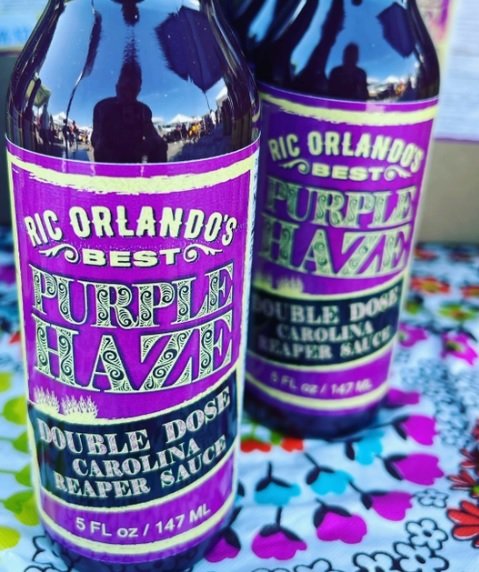 RIC ORLANDO'S
BEST
PURPLE
HAZE
DOUBLE DOSE
CAROLINA
REAPER SAUCE
5 FL oz / 147 ML
RIC ORLANDO'S
BEST
PURPLE
HAZE
DOUBLE DOSE
CAROLINA
REAPER SAUCE
5 FL oz / 147 ML